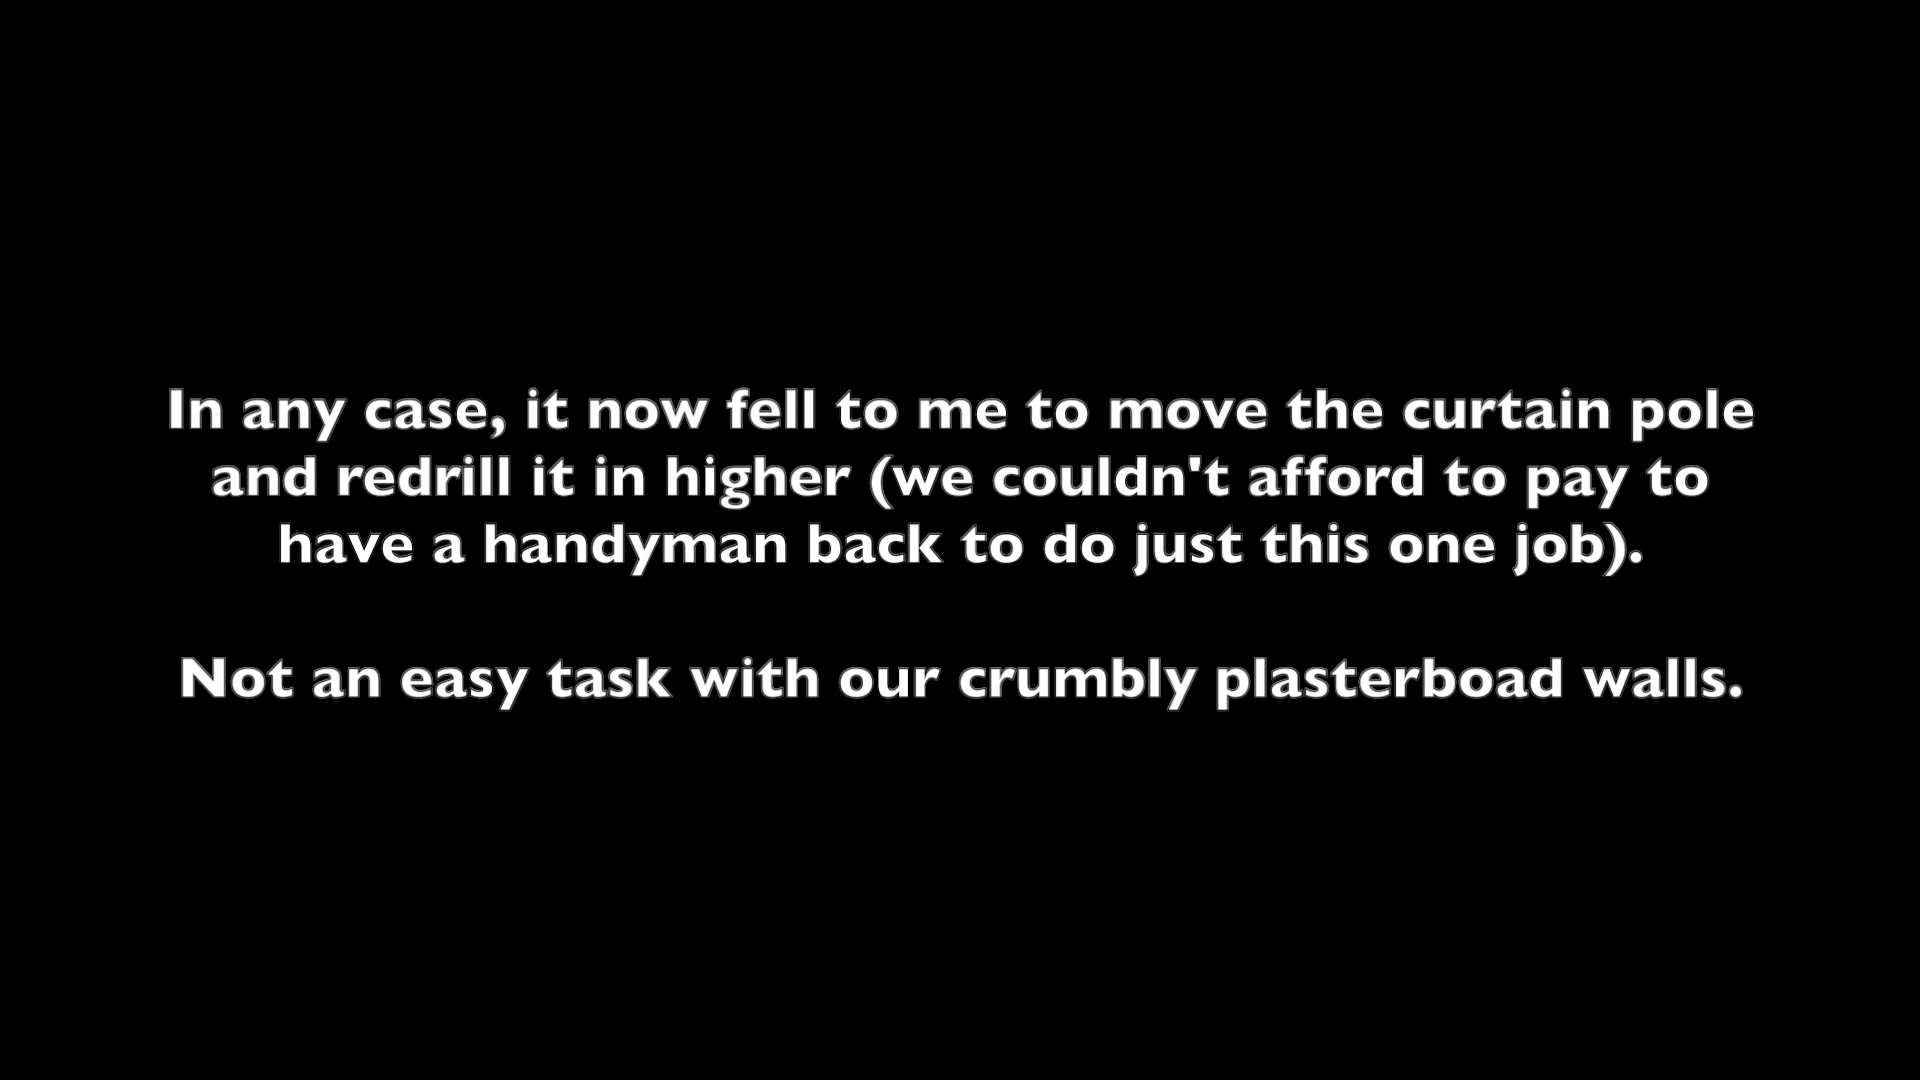 In any case, it now fell to me to move the curtain pole
and redrill it in higher (we couldn't afford to pay to
have a handyman back to do just this one job).
Not an easy task with our crumbly plasterboad walls.